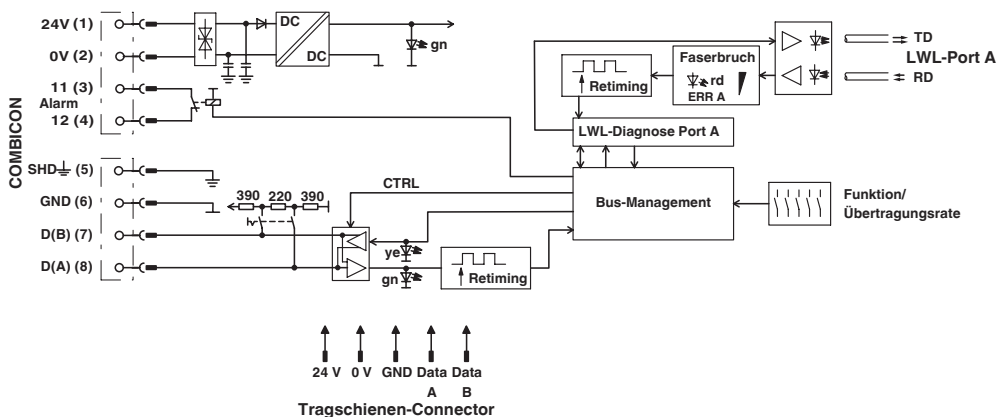 COMBICON
24V (1)
0V (2)
11 (3)
Alarm
12 (4)
SHD (5)
GND (6)
D(B) (7)
D(A) (8)
DC
DC
gn
390 220 390
CTRL
ye
gn
Retiming
Retiming
Faserbruch
rd
ERR A
TD
LWL-Port A
RD
LWL-Diagnose Port A
Bus-Management
Funktion/
Übertragungsrate
24 V 0 V GND Data Data
A B
Tragschienen-Connector